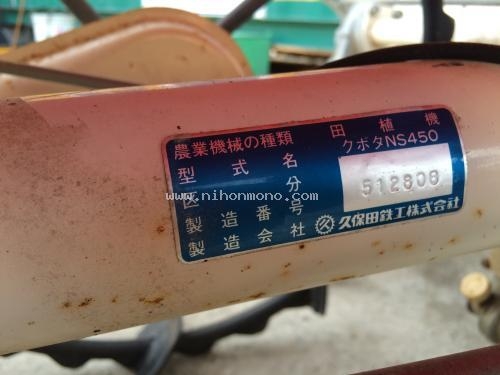 農業機械の種類 田植機
型式名 クボタNS450
区分
製造番号 512808
製造会社 久保田鉄工株式会社
www.nihonmono.com